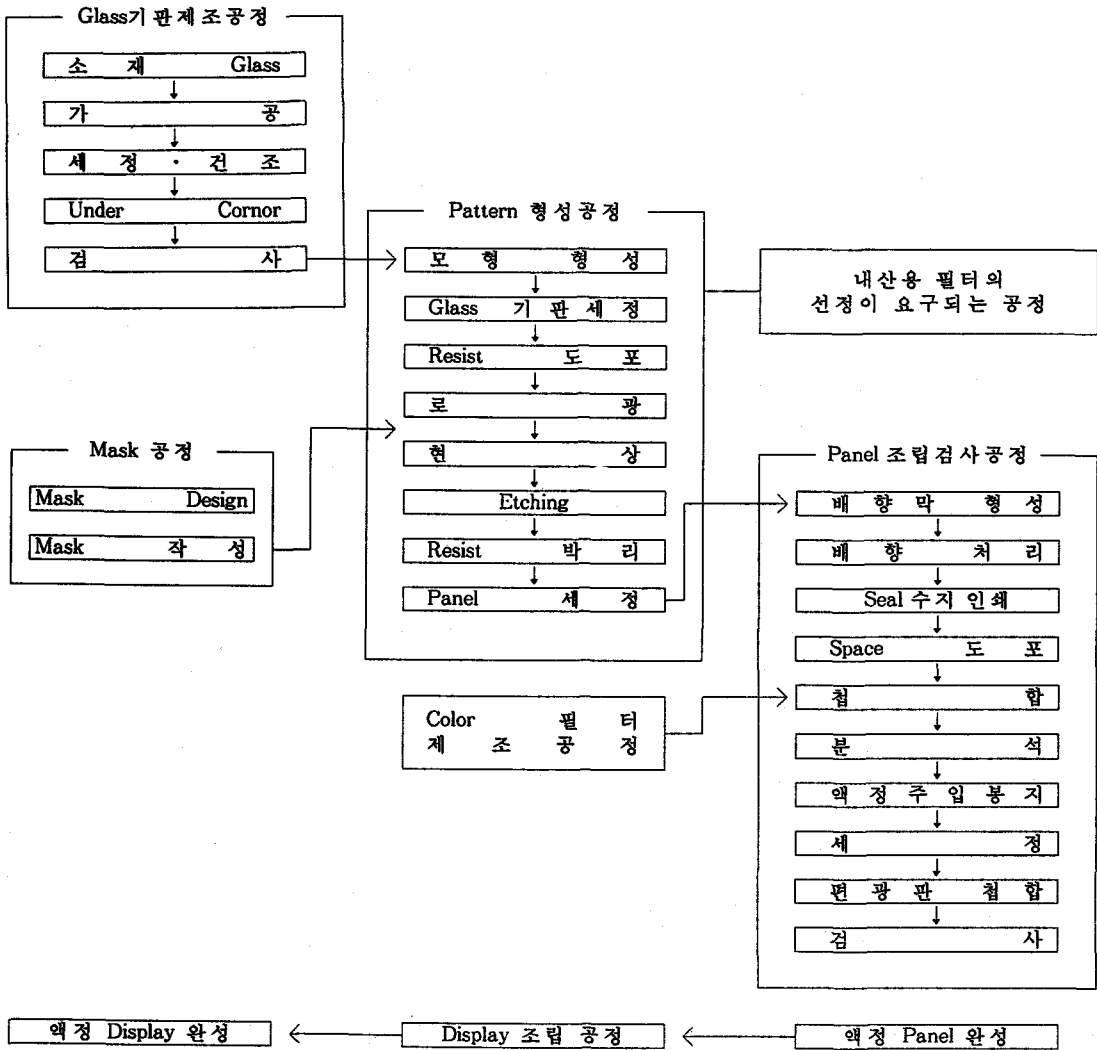 Glass기판제조공정
소 재 Glass
가 공
세 정 · 건 조
Under Cornor
검 사
Pattern 형성공정
모 형 형 성
Glass 기 판 세 정
Resist 도 포
로 광
현 상
Etching
Resist 박 리
Panel 세 정
내산용 필터의
선정이 요구되는 공정
Mask 공정
Mask Design
Mask 작 성
Color 필 터
제 조 공 정
Panel 조립검사공정
배 향 막 형 성
배 향 처 리
Seal 수지 인쇄
Space 도 포
첩 합
분 석
액 정 주 입 봉 지
세 정
편 광 판 첩 합
검 사
액정 Display 완성
Display 조립 공정
액정 Panel 완성